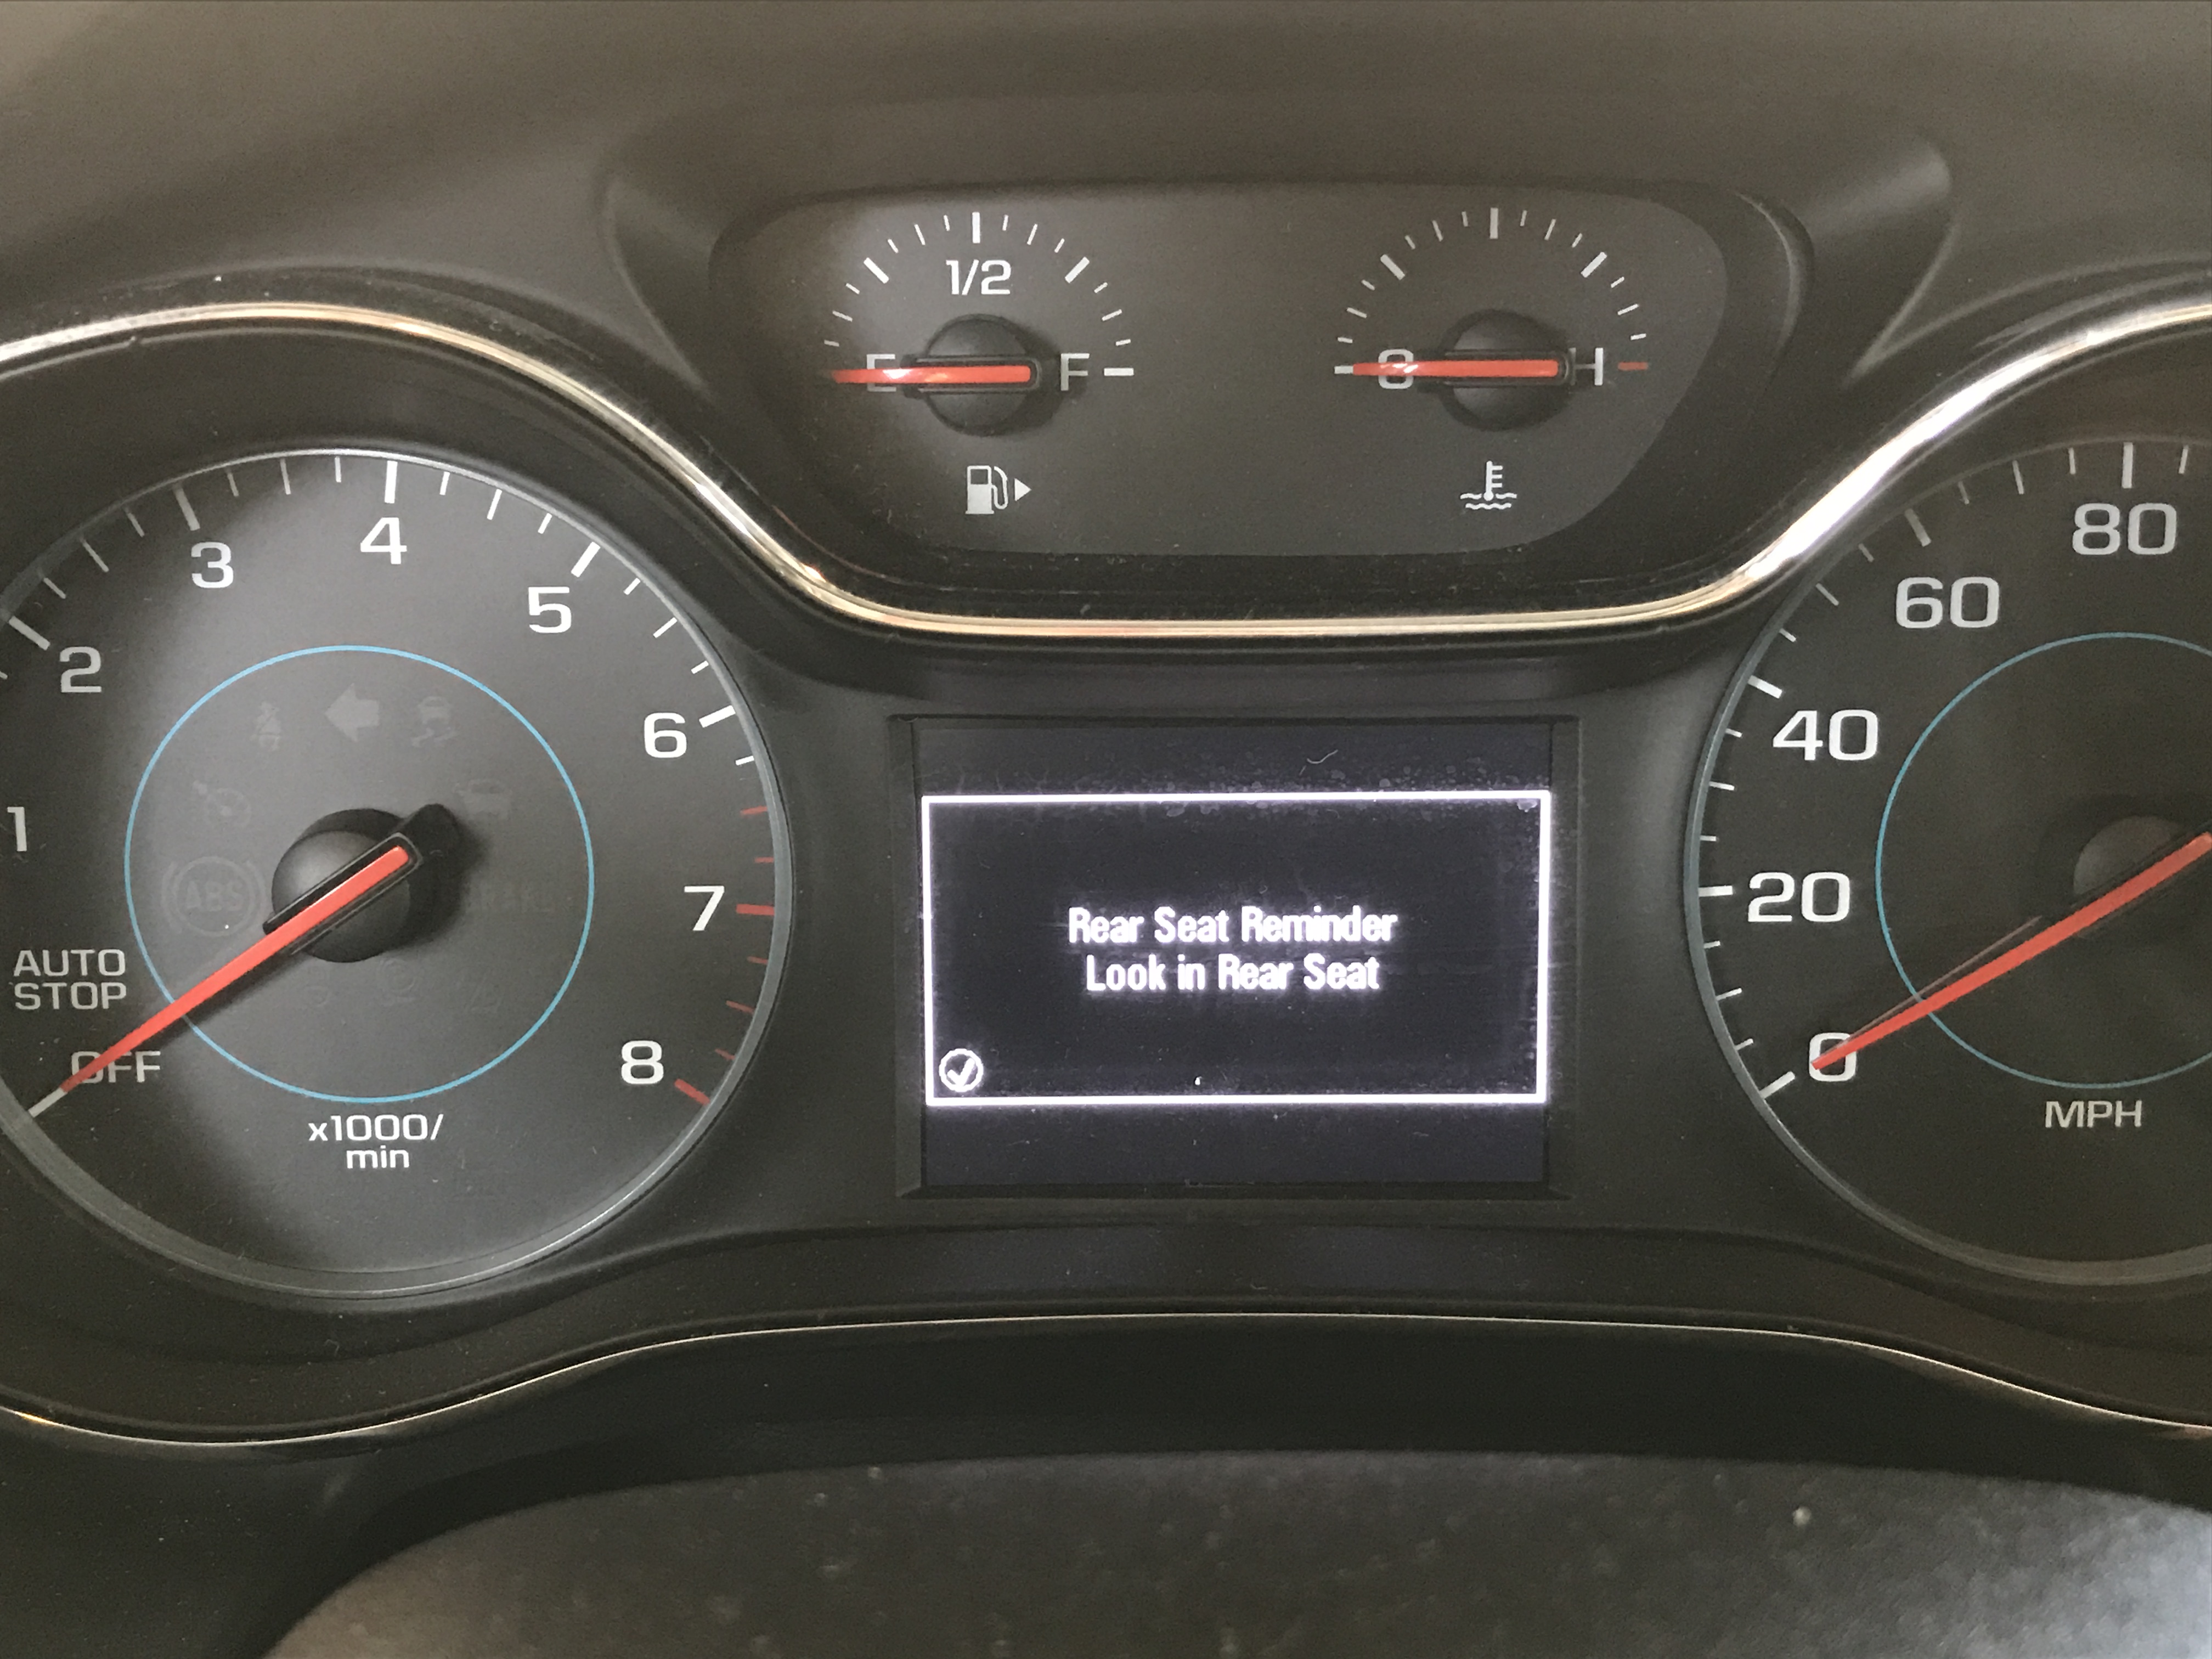 1/2
E
F
C
H
1
2
3
4
5
6
7
8
AUTO
STOP
OFF
x1000/
min
ABS
Rear Seat Reminder
Look in Rear Seat
0
20
40
60
80
MPH